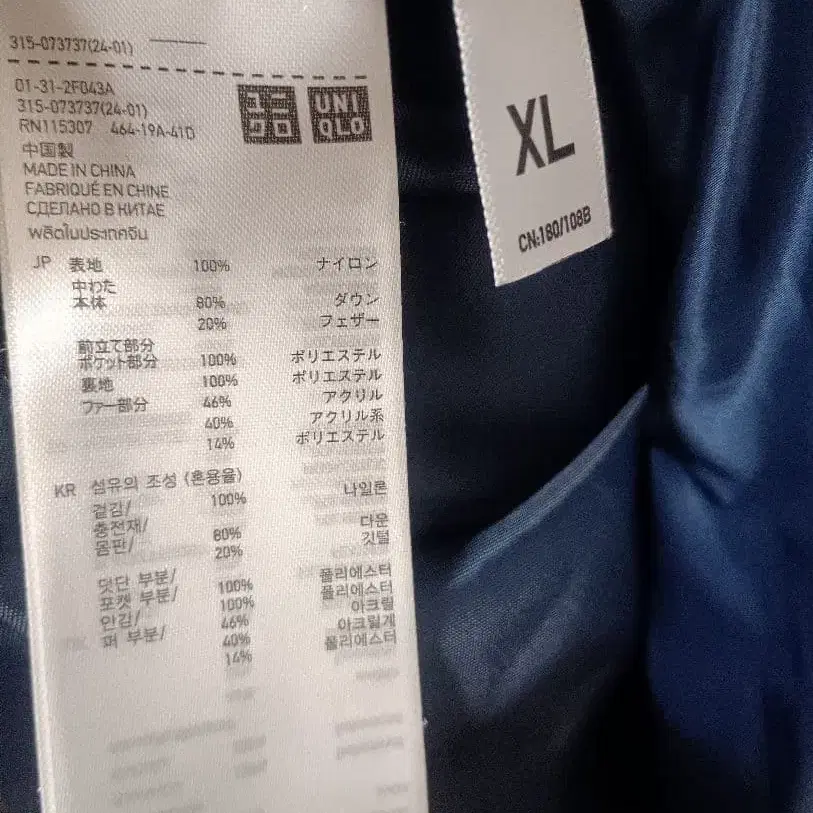 315-073737(24-01)
01-31-2F043A
315-073737(24-01)
RN115307 464-19A-41D
ユニ
クロ
UNI
QLO
中国製
MADE IN CHINA
FABRIQUÉ EN CHINE
СДЕЛАНО В КИТАЕ
ผลิตในประเทศจีน
JP 表地 100% ナイロン
中わた
本体 80% ダウン
20% フェザー
前立て部分
ポケット部分 100% ポリエステル
裏地 100% ポリエステル
ファー部分 46% アクリル
40% アクリル系
14% ポリエステル
KR 섬유의 조성 (혼용율)
겉감/ 100% 나일론
충전재/
몸판/ 80% 다운
20% 깃털
덧단 부분/
포켓 부분/ 100% 폴리에스터
안감/ 100% 폴리에스터
퍼 부분/ 46% 아크릴
40% 아크릴계
14% 폴리에스터
XL
CN:180/108B